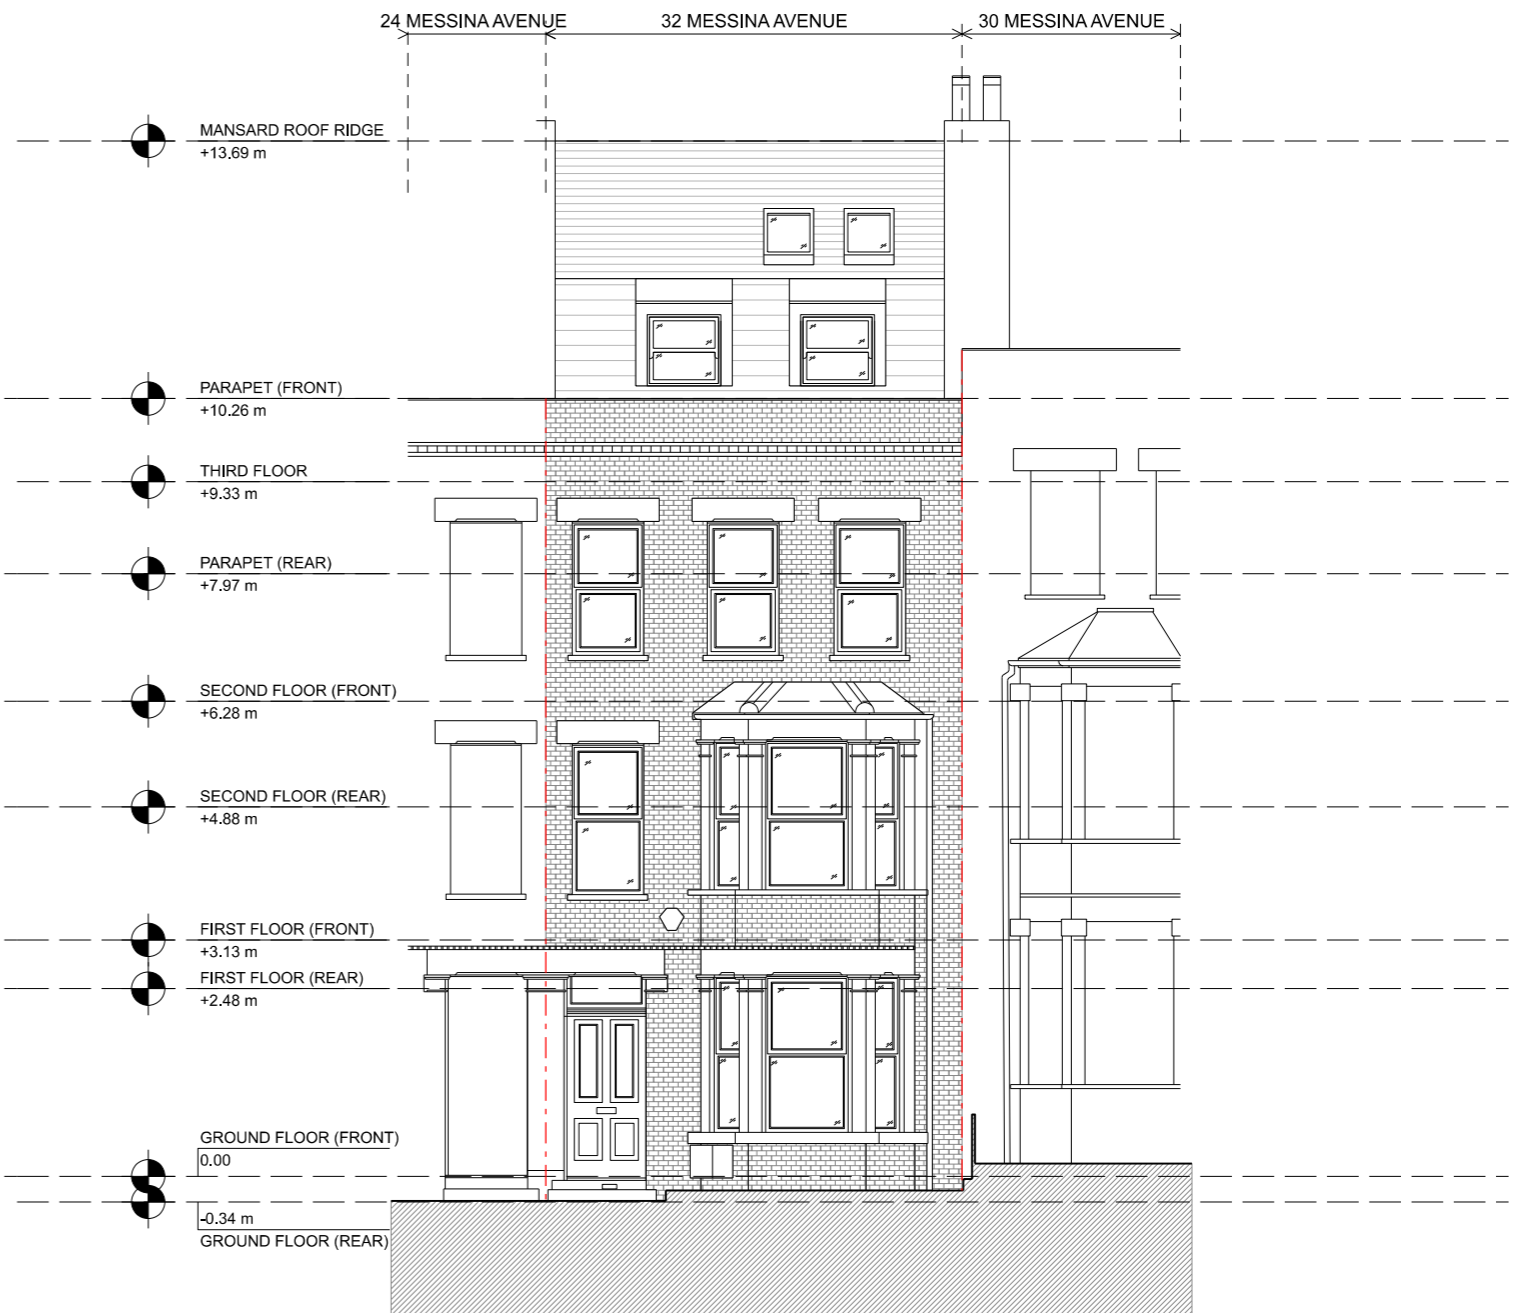 24 MESSINA AVENUE
32 MESSINA AVENUE
30 MESSINA AVENUE
MANSARD ROOF RIDGE
+13.69 m
PARAPET (FRONT)
+10.26 m
THIRD FLOOR
+9.33 m
PARAPET (REAR)
+7.97 m
SECOND FLOOR (FRONT)
+6.28 m
SECOND FLOOR (REAR)
+4.88 m
FIRST FLOOR (FRONT)
+3.13 m
FIRST FLOOR (REAR)
+2.48 m
GROUND FLOOR (FRONT)
0.00
-0.34 m
GROUND FLOOR (REAR)